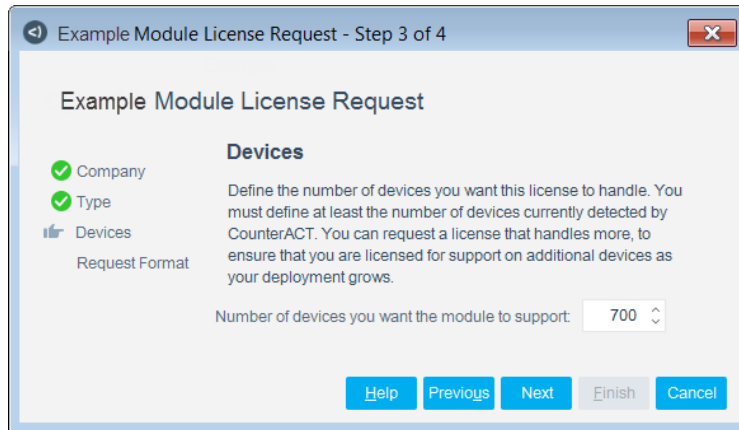 Example Module License Request - Step 3 of 4
Example Module License Request
Company
Type
Devices
Request Format
Devices
Define the number of devices you want this license to handle. You
must define at least the number of devices currently detected by
CounterACT. You can request a license that handles more, to
ensure that you are licensed for support on additional devices as
your deployment grows.
Number of devices you want the module to support: 700
Help Previous Next Finish Cancel